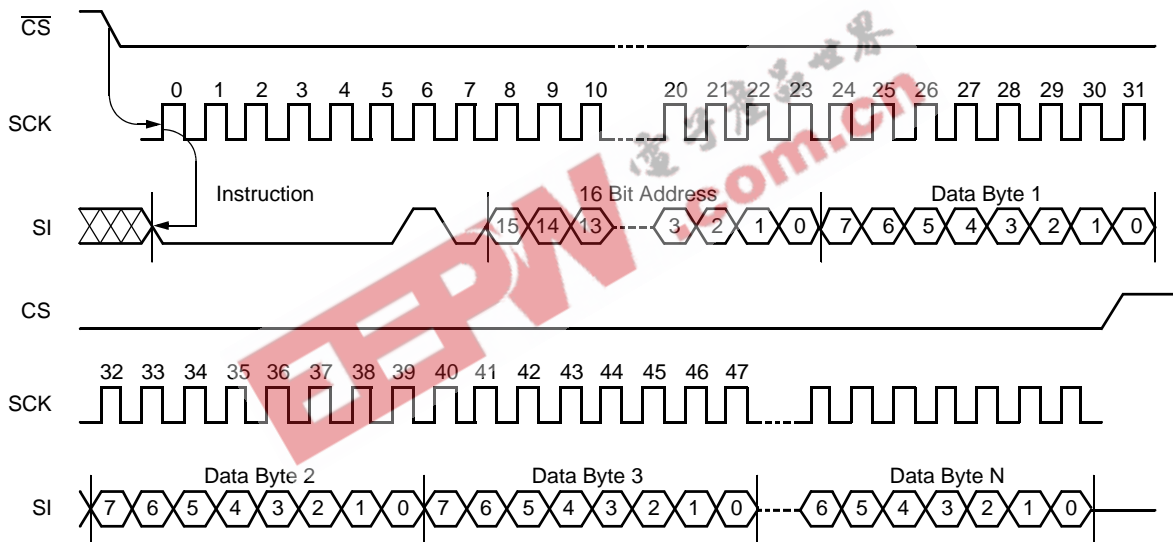 CS
0 1 2 3 4 5 6 7 8 9 10 20 21 22 23 24 25 26 27 28 29 30 31
SCK
Instruction 16 Bit Address Data Byte 1
SI 15 14 13 3 2 1 0 7 6 5 4 3 2 1 0
CS
32 33 34 35 36 37 38 39 40 41 42 43 44 45 46 47
SCK
Data Byte 2 Data Byte 3 Data Byte N
SI 7 6 5 4 3 2 1 0 7 6 5 4 3 2 1 0 6 5 4 3 2 1 0
EEPW
.com.cn